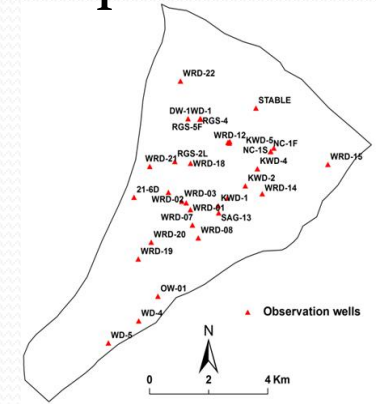 WRD-22
STABLE
DW-1WD-1
RGS-4
RGS-5F
WRD-12
KWD-5
NC-1F
NC-1S
RGS-2L
WRD-21
WRD-18
KWD-4
WRD-15
KWD-2
21-6D
WRD-03
WRD-14
WRD-02
KWD-1
WRD-01
SAG-13
WRD-07
WRD-08
WRD-20
WRD-19
OW-01
WD-4
Observation wells
WD-5
N
0 2 4 Km